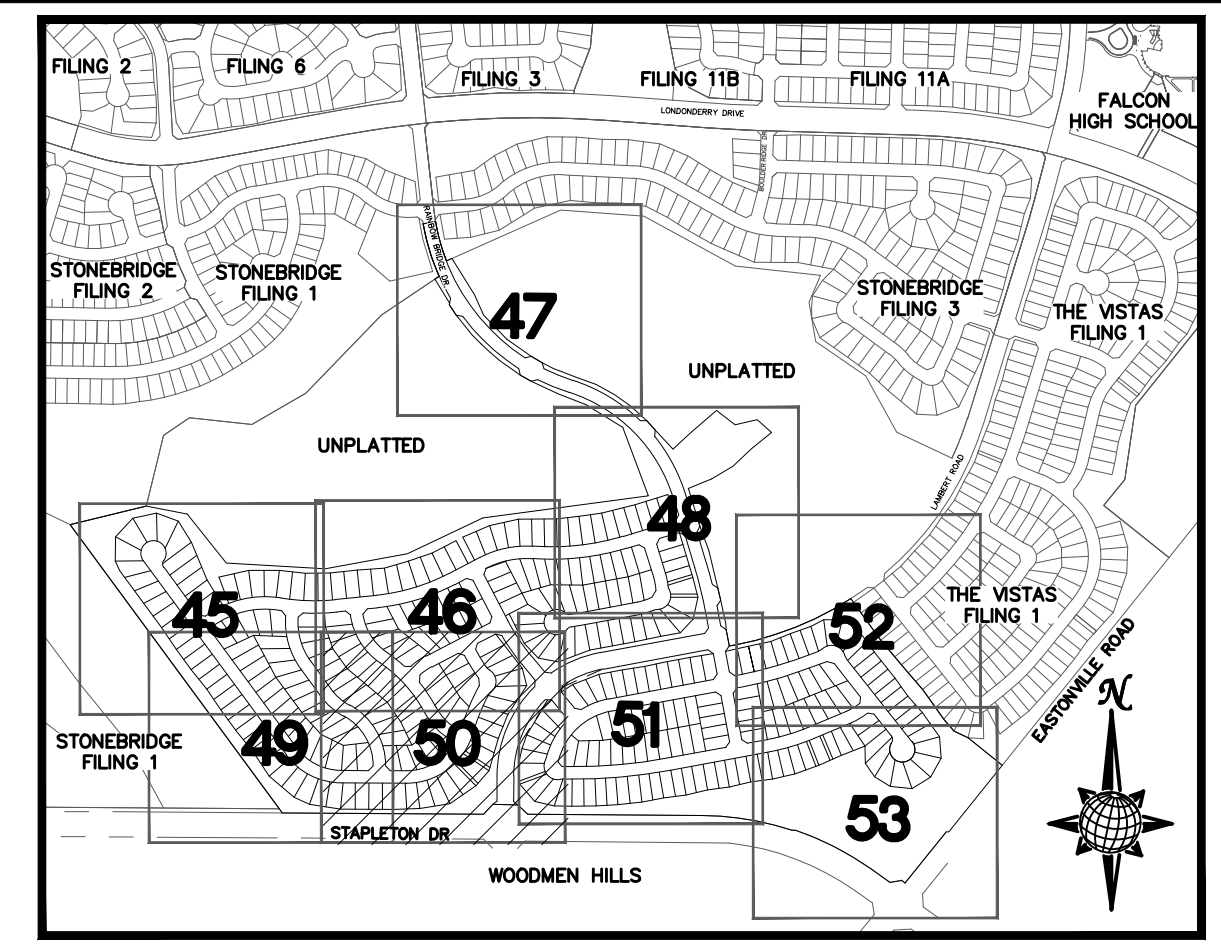 FILING 2
FILING 6
FILING 3
FILING 11B
FILING 11A
FALCON
HIGH SCHOOL
LONDONDERRY DRIVE
BOULDER RIDGE DR
RAINBOW BRIDGE DR
STONEBRIDGE
FILING 2
STONEBRIDGE
FILING 1
47
STONEBRIDGE
FILING 3
THE VISTAS
FILING 1
UNPLATTED
UNPLATTED
LAMBERT ROAD
48
45
46
52
THE VISTAS
FILING 1
EASTONVILLE ROAD
N
STONEBRIDGE
FILING 1
49
50
51
53
STAPLETON DR
WOODMEN HILLS